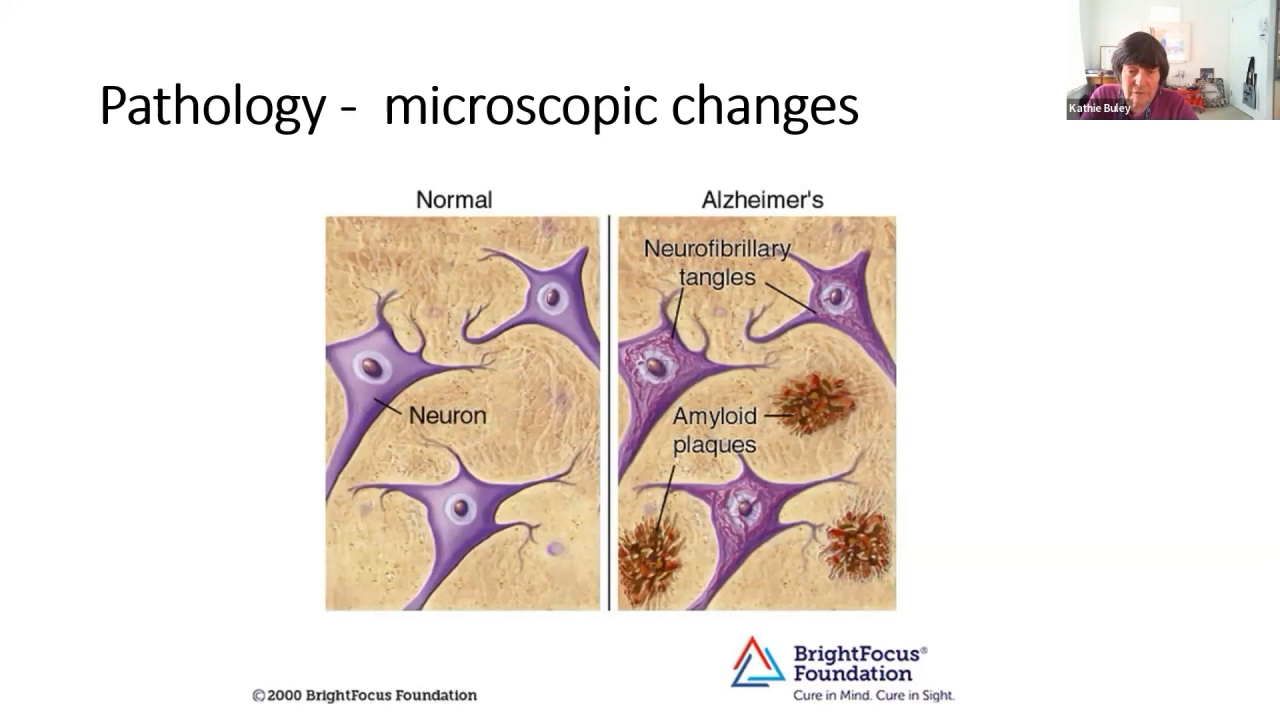 Pathology -  microscopic changes
Kathie Buley
Normal
Alzheimer's
Neuron
Neurofibrillary
tangles
Amyloid
plaques
©2000 BrightFocus Foundation
BrightFocus®
Foundation
Cure in Mind. Cure in Sight.